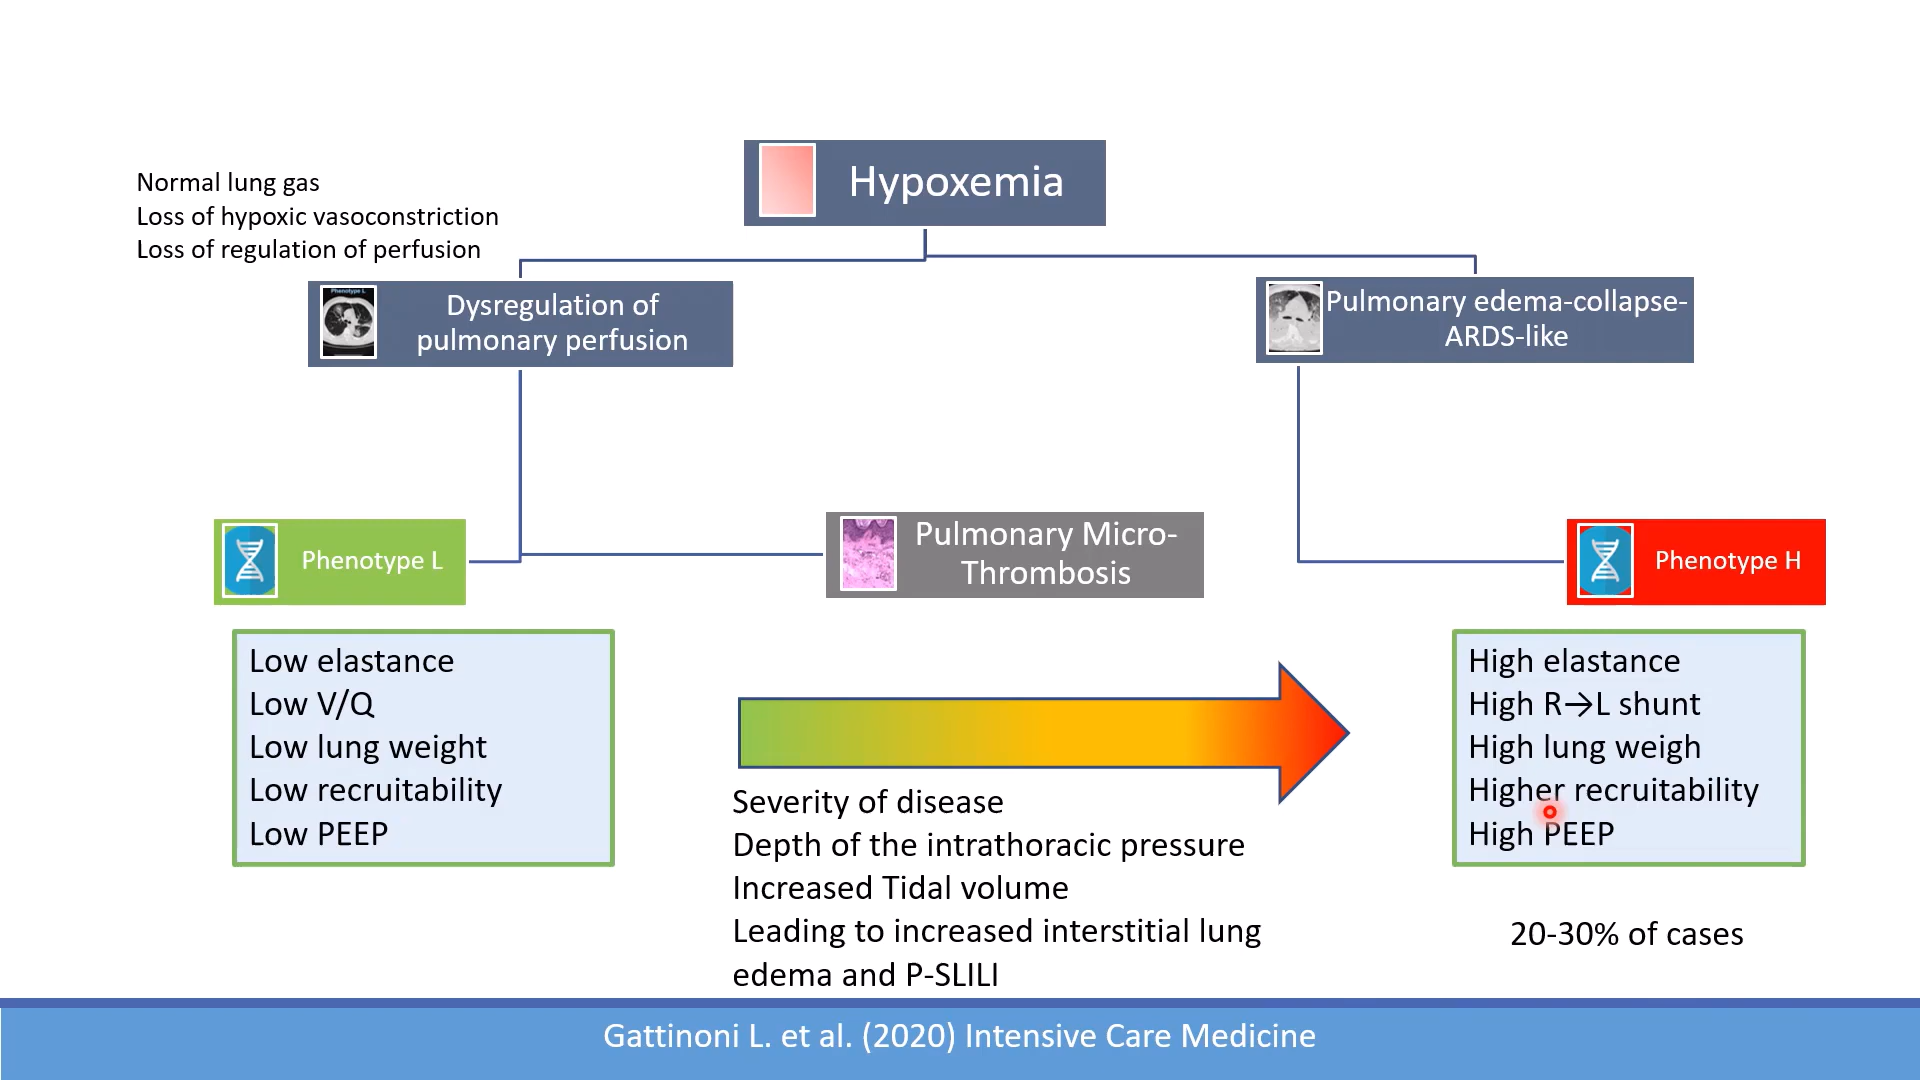 Hypoxemia
Normal lung gas
Loss of hypoxic vasoconstriction
Loss of regulation of perfusion
Phenotype L
Dysregulation of
pulmonary perfusion
Pulmonary edema-collapse-
ARDS-like
Phenotype L
Pulmonary Micro-
Thrombosis
Phenotype H
Low elastance
Low V/Q
Low lung weight
Low recruitability
Low PEEP
Severity of disease
Depth of the intrathoracic pressure
Increased Tidal volume
Leading to increased interstitial lung
edema and P-SLILI
High elastance
High R→L shunt
High lung weigh
Higher recruitability
High PEEP
20-30% of cases
Gattinoni L. et al. (2020) Intensive Care Medicine